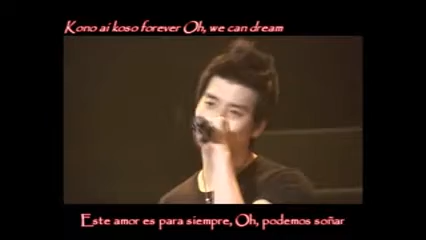 Kono ai koso forever Oh, we can dream
Este amor es para siempre, Oh, podemos soñar